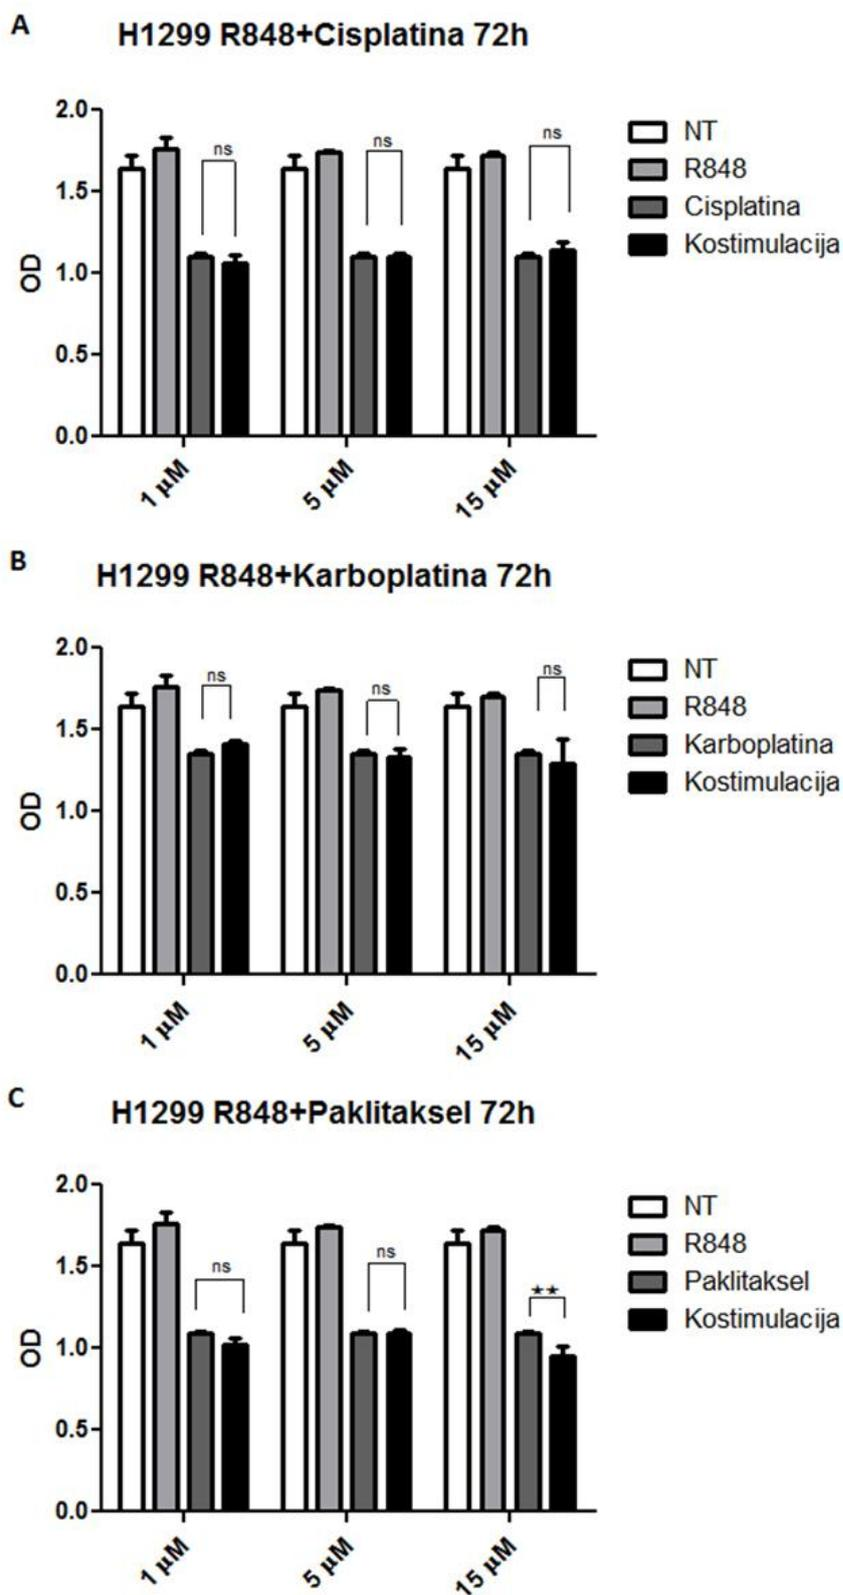 A
H1299 R848+Cisplatina 72h
2.0
1.5
1.0
0.5
0.0
OD
ns
ns
ns
1 µM
5 µM
15 µM
NT
R848
Cisplatina
Kostimulacija
B
H1299 R848+Karboplatina 72h
2.0
1.5
1.0
0.5
0.0
OD
ns
ns
ns
1 µM
5 µM
15 µM
NT
R848
Karboplatina
Kostimulacija
C
H1299 R848+Paklitaksel 72h
2.0
1.5
1.0
0.5
0.0
OD
ns
ns
**
1 µM
5 µM
15 µM
NT
R848
Paklitaksel
Kostimulacija